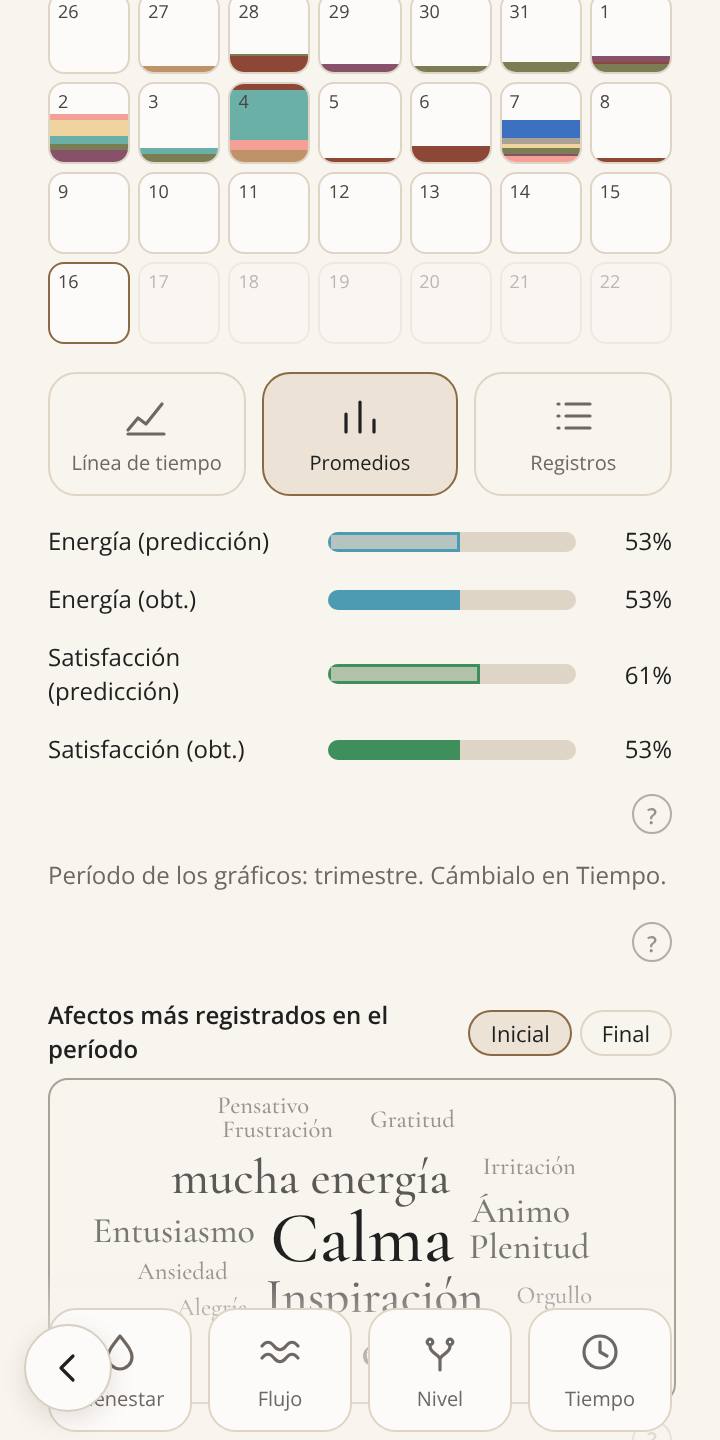 26 27 28 29 30 31 1
2 3 4 5 6 7 8
9 10 11 12 13 14 15
16 17 18 19 20 21 22
Línea de tiempo Promedios Registros
Energía (predicción) 53%
Energía (obt.) 53%
Satisfacción
(predicción) 61%
Satisfacción (obt.) 53%
?
Período de los gráficos: trimestre. Cámbialo en Tiempo.
?
Afectos más registrados en el
período
Inicial Final
Pensativo
Gratitud
Frustración
Irritación
mucha energía
Ánimo
Entusiasmo Calma
Plenitud
Ansiedad
Orgullo
Alegría
Inspiración
enestar Flujo Nivel Tiempo
?